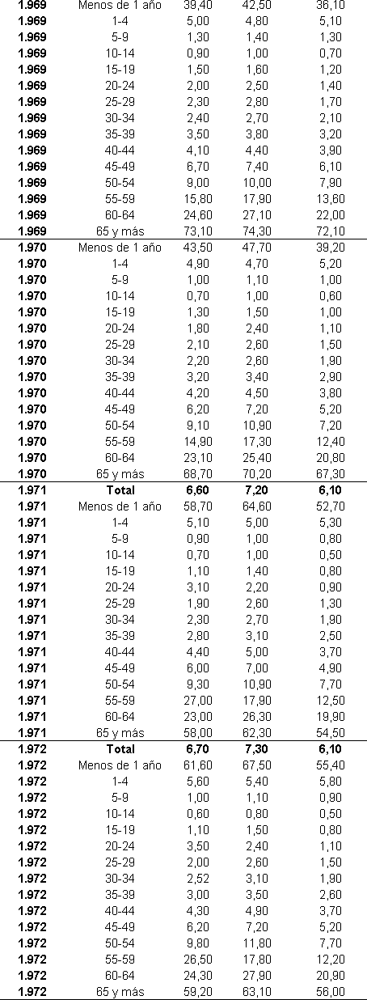 1.969 Menos de 1 año 39,40 42,50 36,10
1.969 1-4 5,00 4,80 5,10
1.969 5-9 1,30 1,40 1,30
1.969 10-14 0,90 1,00 0,70
1.969 15-19 1,50 1,60 1,20
1.969 20-24 2,00 2,50 1,40
1.969 25-29 2,30 2,80 1,70
1.969 30-34 2,40 2,70 2,10
1.969 35-39 3,50 3,80 3,20
1.969 40-44 4,10 4,40 3,90
1.969 45-49 6,70 7,40 6,10
1.969 50-54 9,00 10,00 7,90
1.969 55-59 15,80 17,90 13,60
1.969 60-64 24,60 27,10 22,00
1.969 65 y más 73,10 74,30 72,10
1.970 Menos de 1 año 43,50 47,70 39,20
1.970 1-4 4,90 4,70 5,20
1.970 5-9 1,00 1,10 1,00
1.970 10-14 0,70 1,00 0,60
1.970 15-19 1,30 1,50 1,00
1.970 20-24 1,80 2,40 1,10
1.970 25-29 2,10 2,60 1,50
1.970 30-34 2,20 2,60 1,90
1.970 35-39 3,20 3,40 2,90
1.970 40-44 4,20 4,50 3,80
1.970 45-49 6,20 7,20 5,20
1.970 50-54 9,10 10,90 7,20
1.970 55-59 14,90 17,30 12,40
1.970 60-64 23,10 25,40 20,80
1.970 65 y más 68,70 70,20 67,30
1.971 Total 6,60 7,20 6,10
1.971 Menos de 1 año 58,70 64,60 52,70
1.971 1-4 5,10 5,00 5,30
1.971 5-9 0,90 1,00 0,80
1.971 10-14 0,70 1,00 0,50
1.971 15-19 1,10 1,40 0,80
1.971 20-24 3,10 2,20 0,90
1.971 25-29 1,90 2,60 1,30
1.971 30-34 2,30 2,70 1,90
1.971 35-39 2,80 3,10 2,50
1.971 40-44 4,40 5,00 3,70
1.971 45-49 6,00 7,00 4,90
1.971 50-54 9,30 10,90 7,70
1.971 55-59 27,00 17,90 12,50
1.971 60-64 23,00 26,30 19,90
1.971 65 y más 58,00 62,30 54,50
1.972 Total 6,70 7,30 6,10
1.972 Menos de 1 año 61,60 67,50 55,40
1.972 1-4 5,60 5,40 5,80
1.972 5-9 1,00 1,10 0,90
1.972 10-14 0,60 0,80 0,50
1.972 15-19 1,10 1,50 0,80
1.972 20-24 3,50 2,40 1,10
1.972 25-29 2,00 2,60 1,50
1.972 30-34 2,52 3,10 1,90
1.972 35-39 3,00 3,50 2,60
1.972 40-44 4,30 4,90 3,70
1.972 45-49 6,20 7,20 5,20
1.972 50-54 9,80 11,80 7,70
1.972 55-59 26,50 17,80 12,20
1.972 60-64 24,30 27,90 20,90
1.972 65 y más 59,20 63,10 56,00